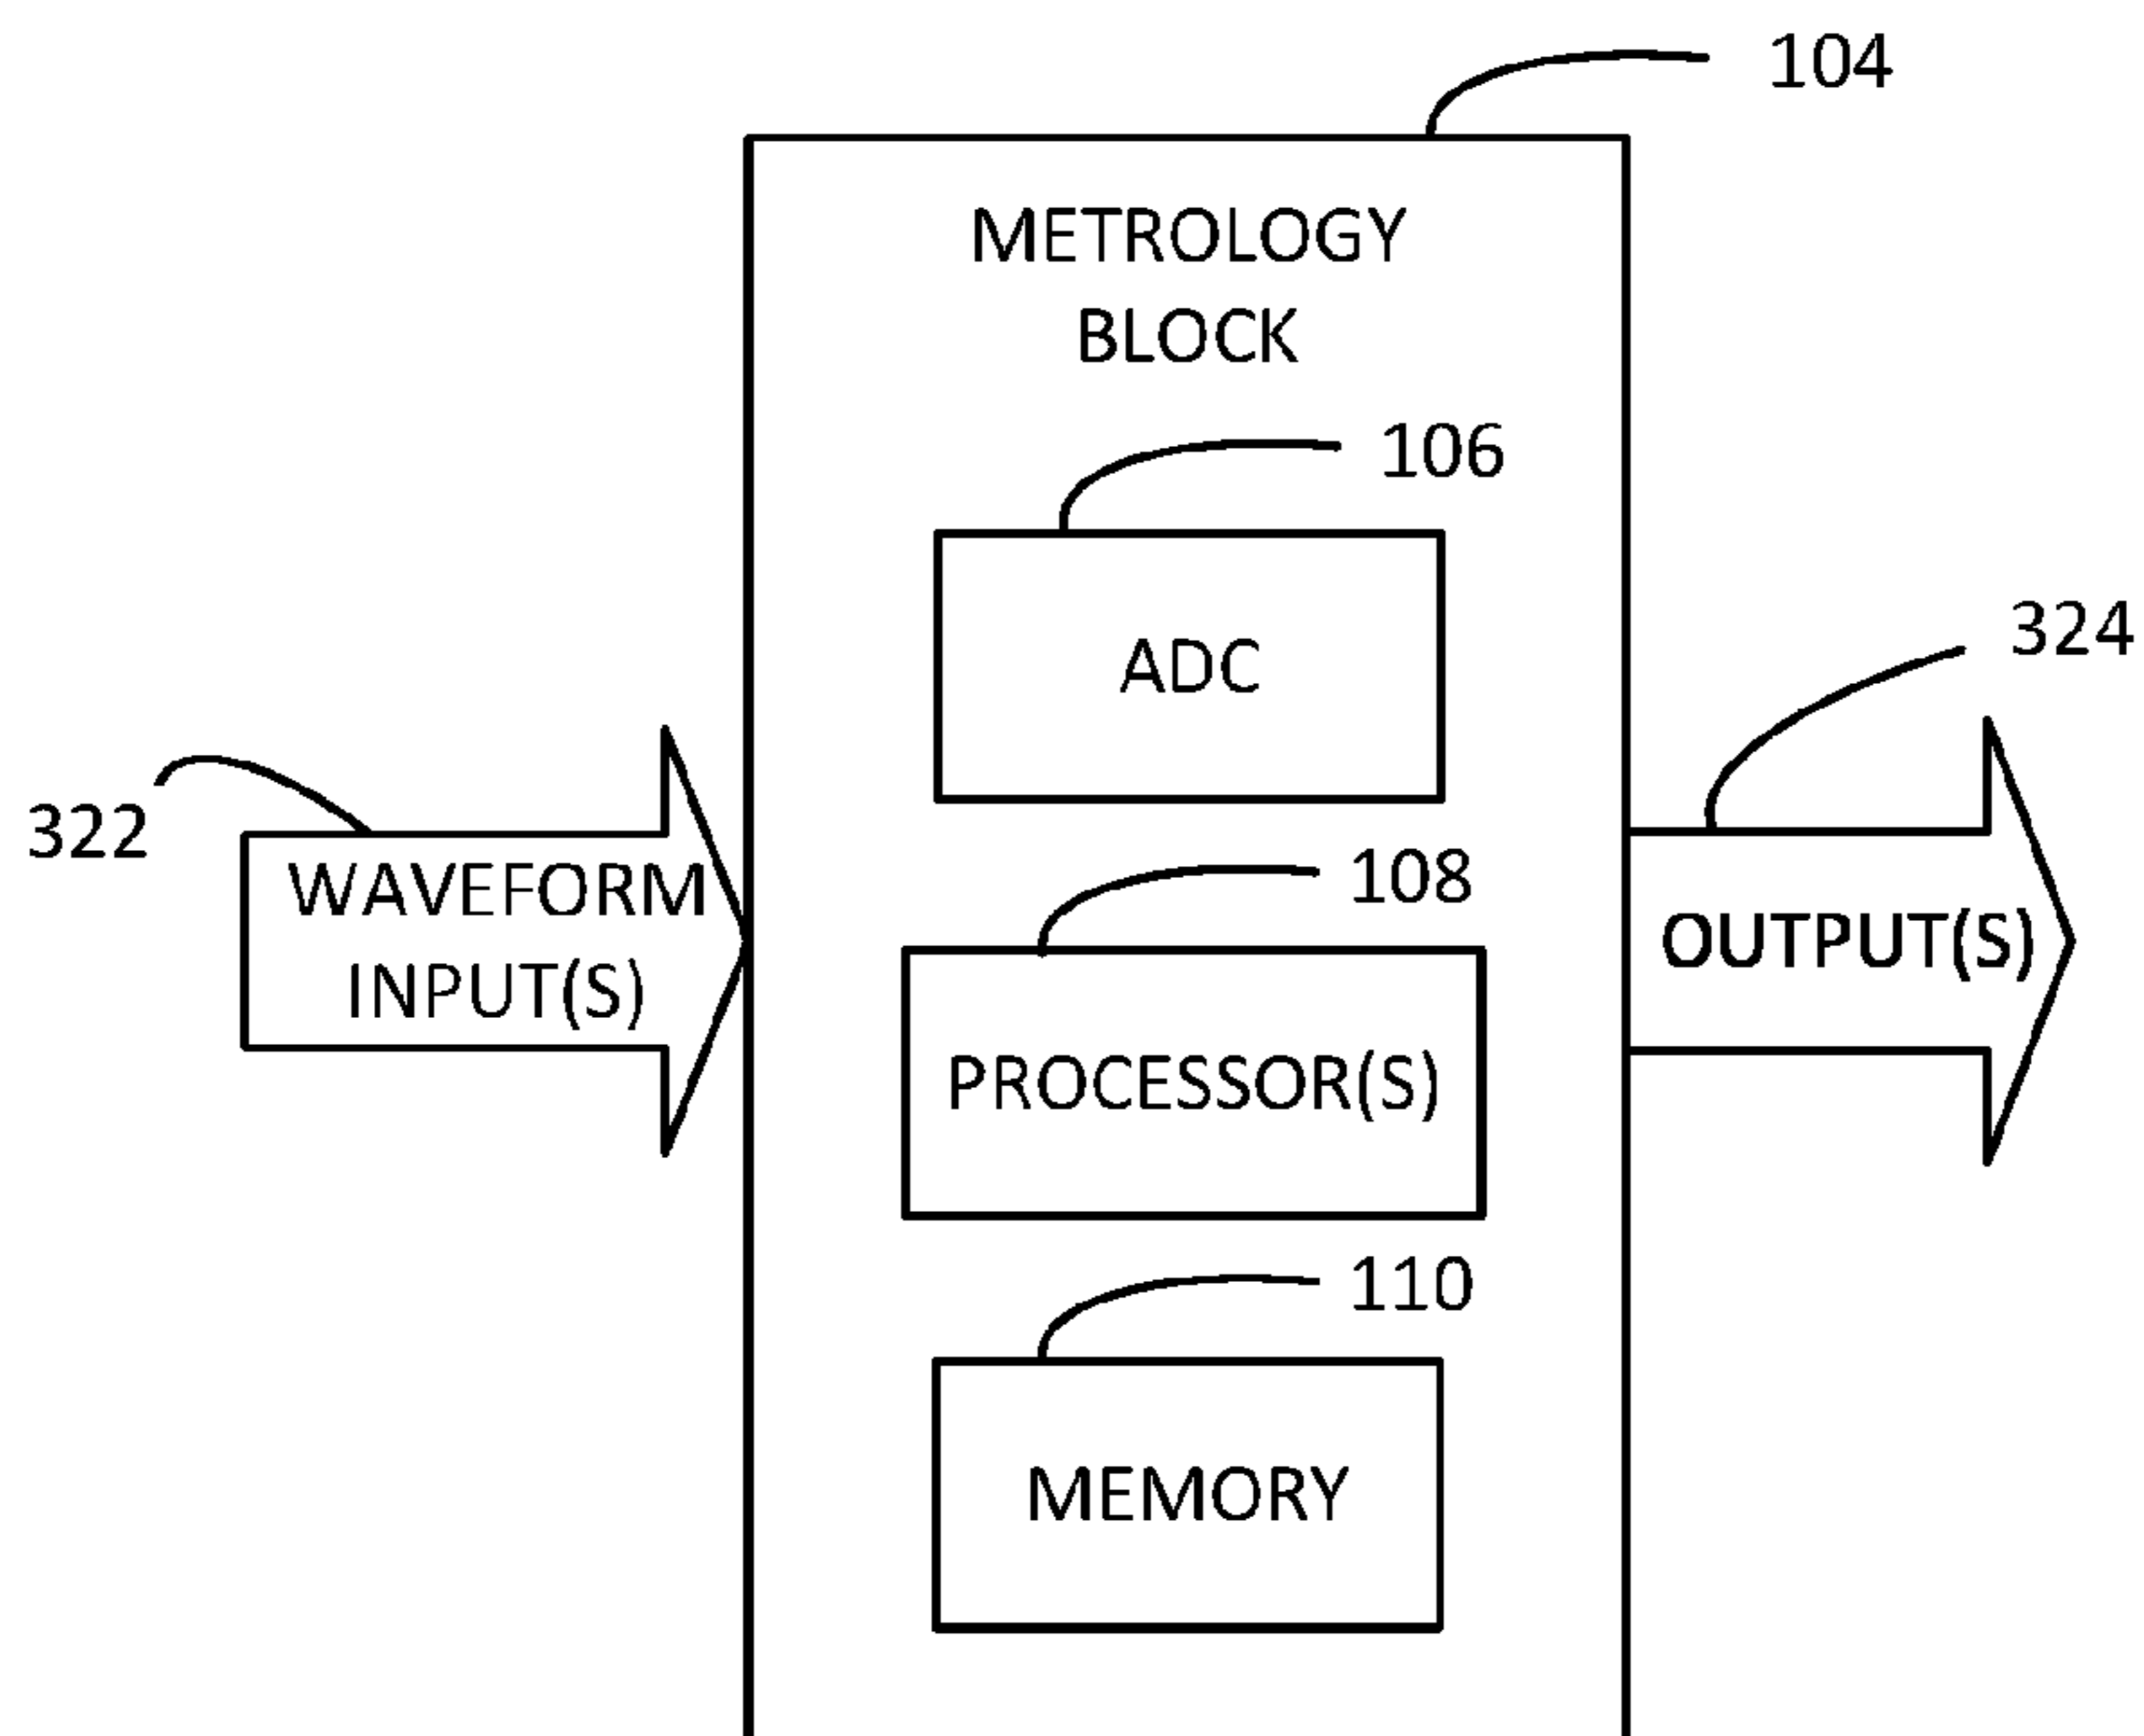 104
METROLOGY
BLOCK
106
ADC
324
322
WAVEFORM
INPUT(S)
108
OUTPUT(S)
PROCESSOR(S)
110
MEMORY